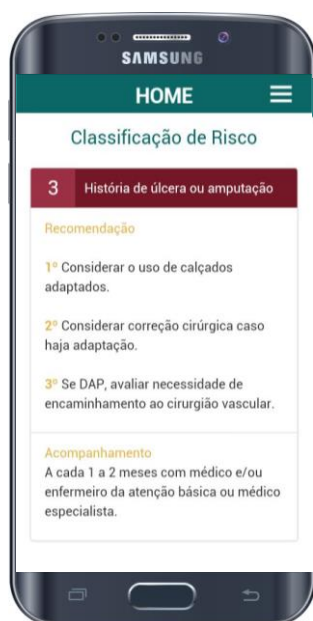 SAMSUNG
HOME
Classificação de Risco
3 História de úlcera ou amputação
Recomendação
1º Considerar o uso de calçados
adaptados.
2º Considerar correção cirúrgica caso
haja adaptação.
3º Se DAP, avaliar necessidade de
encaminhamento ao cirurgião vascular.
Acompanhamento
A cada 1 a 2 meses com médico e/ou
enfermeiro da atenção básica ou médico
especialista.